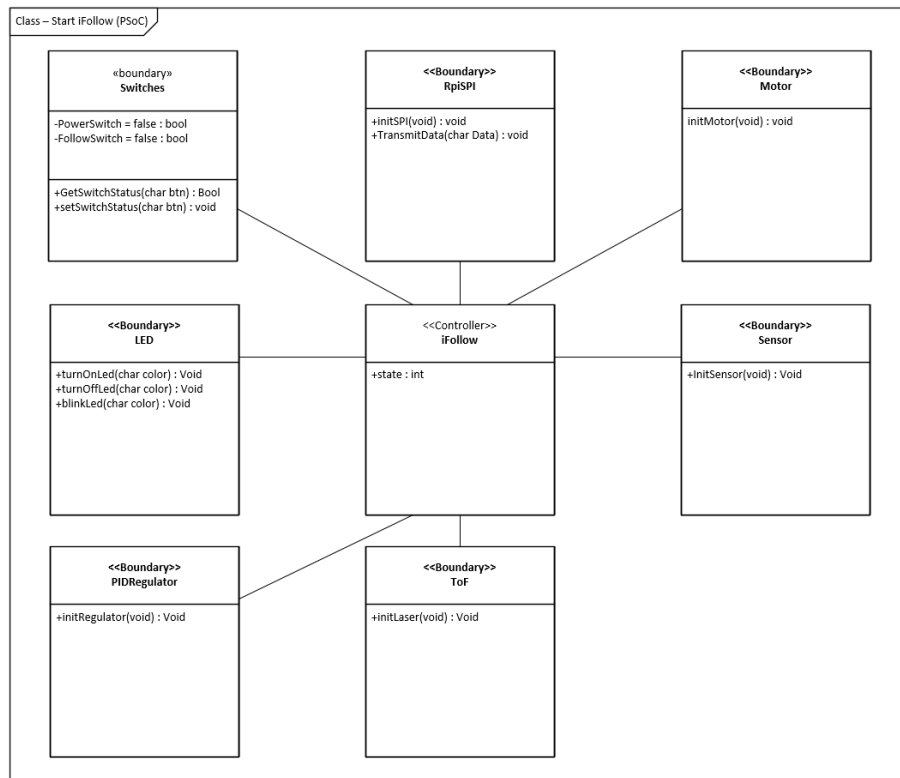 Class – Start iFollow (PSoC)
«boundary»
Switches
-PowerSwitch = false : bool
-FollowSwitch = false : bool
+GetSwitchStatus(char btn) : Bool
+setSwitchStatus(char btn) : void
<<Boundary>>
RpiSPI
+initSPI(void) : void
+TransmitData(char Data) : void
<<Boundary>>
Motor
initMotor(void) : void
<<Boundary>>
LED
+turnOnLed(char color) : Void
+turnOffLed(char color) : Void
+blinkLed(char color) : Void
<<Controller>>
iFollow
+state : int
<<Boundary>>
Sensor
+InitSensor(void) : Void
<<Boundary>>
PIDRegulator
+initRegulator(void) : Void
<<Boundary>>
ToF
+initLaser(void) : Void